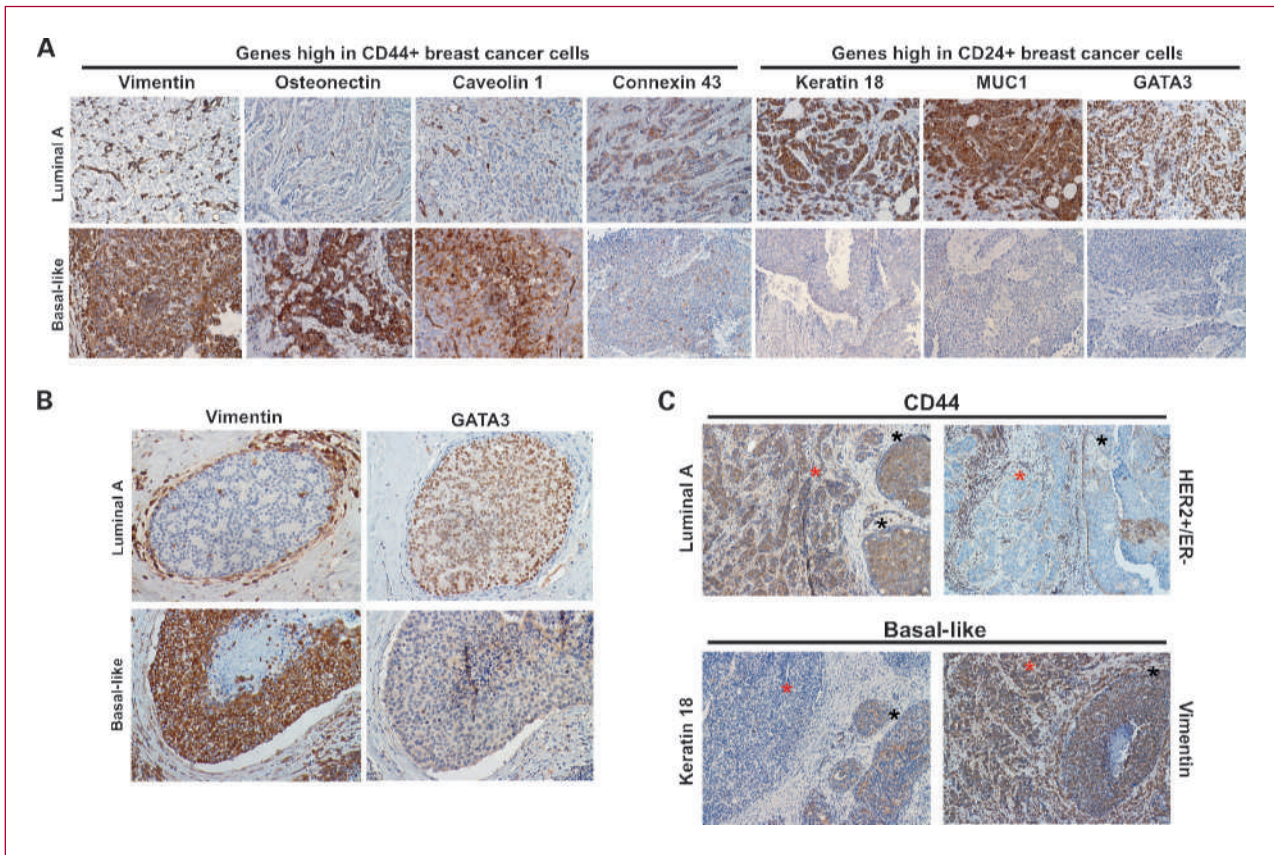 A
Genes high in CD44+ breast cancer cells
Genes high in CD24+ breast cancer cells
Vimentin Osteonectin Caveolin 1 Connexin 43 Keratin 18 MUC1 GATA3
Luminal A
Basal-like
B
Vimentin GATA3
Luminal A
Basal-like
C
CD44
Luminal A
*
*
*
*
*
HER2+/ER-
Basal-like
Keratin 18
*
*
*
*
Vimentin